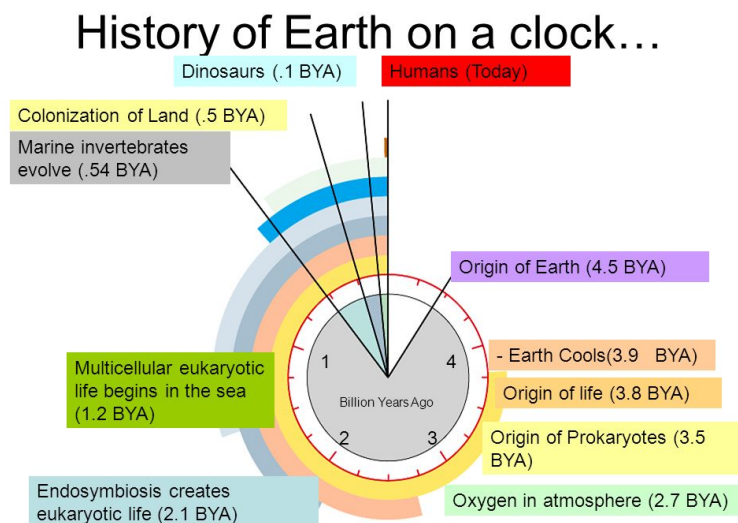 History of Earth on a clock…
Dinosaurs (.1 BYA)
Humans (Today)
Colonization of Land (.5 BYA)
Marine invertebrates
evolve (.54 BYA)
Origin of Earth (4.5 BYA)
- Earth Cools(3.9 BYA)
Origin of life (3.8 BYA)
Origin of Prokaryotes (3.5
BYA)
Oxygen in atmosphere (2.7 BYA)
Multicellular eukaryotic
life begins in the sea
(1.2 BYA)
Endosymbiosis creates
eukaryotic life (2.1 BYA)
1
4
Billion Years Ago
2
3